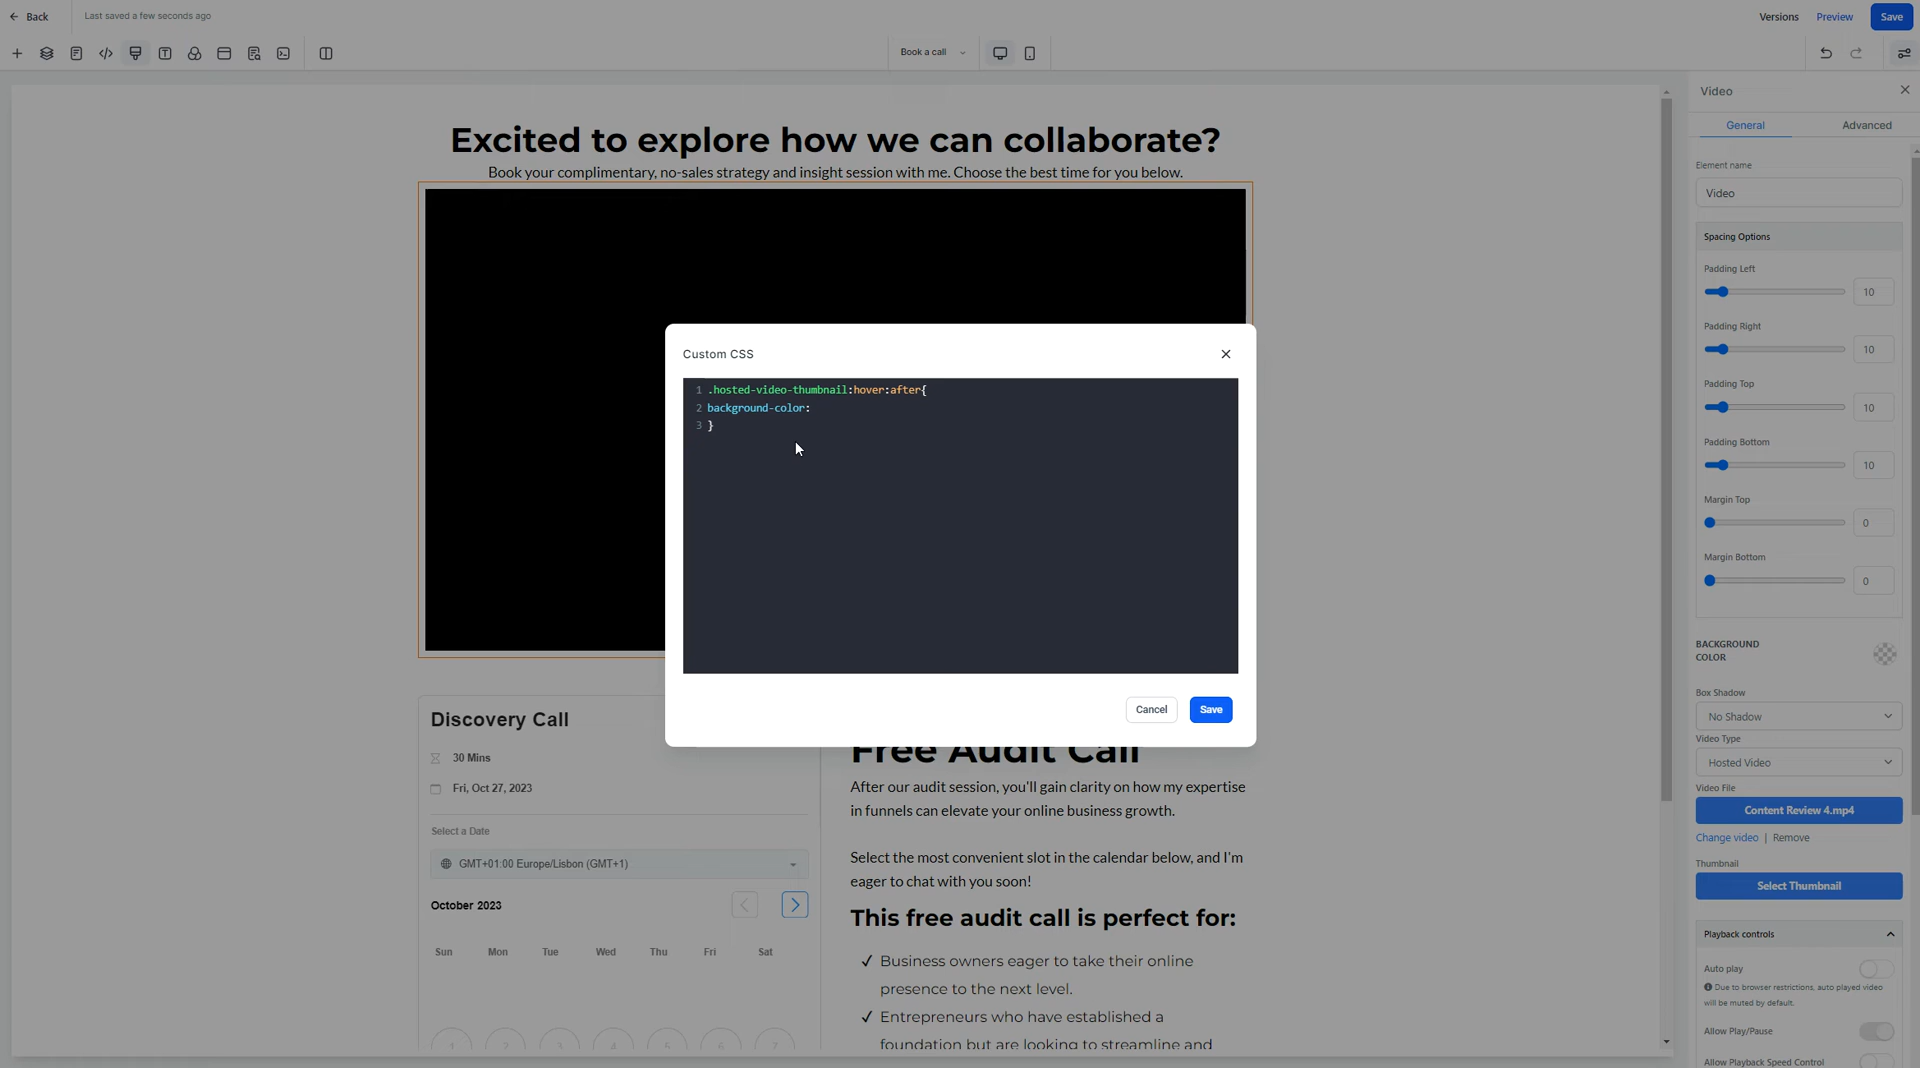 Back
Last saved a few seconds ago
Versions
Preview
Save
Book a call
Video
General
Advanced
Excited to explore how we can collaborate?
Book your complimentary, no-sales strategy and insight session with me. Choose the best time for you below.
Element name
Video
Spacing Options
Padding Left
10
Padding Right
10
Padding Top
10
Padding Bottom
10
Margin Top
0
Margin Bottom
0
BACKGROUND
COLOR
Box Shadow
No Shadow
Video Type
Hosted Video
Video File
Content Review 4.mp4
Change video | Remove
Thumbnail
Select Thumbnail
Playback controls
Auto play
Due to browser restrictions, auto played video
will be muted by default.
Allow Play/Pause
Allow Playback Speed Control
Custom CSS
1 .hosted-video-thumbnail:hover:after{
2 background-color:
3 }
Cancel
Save
Discovery Call
30 Mins
Fri, Oct 27, 2023
Select a Date
GMT+01:00 Europe/Lisbon (GMT+1)
October 2023
Sun Mon Tue Wed Thu Fri Sat
1 2 3 4 5 6 7
Free Audit Call
After our audit session, you'll gain clarity on how my expertise
in funnels can elevate your online business growth.
Select the most convenient slot in the calendar below, and I'm
eager to chat with you soon!
This free audit call is perfect for:
✓ Business owners eager to take their online
presence to the next level.
✓ Entrepreneurs who have established a
foundation but are looking to streamline and